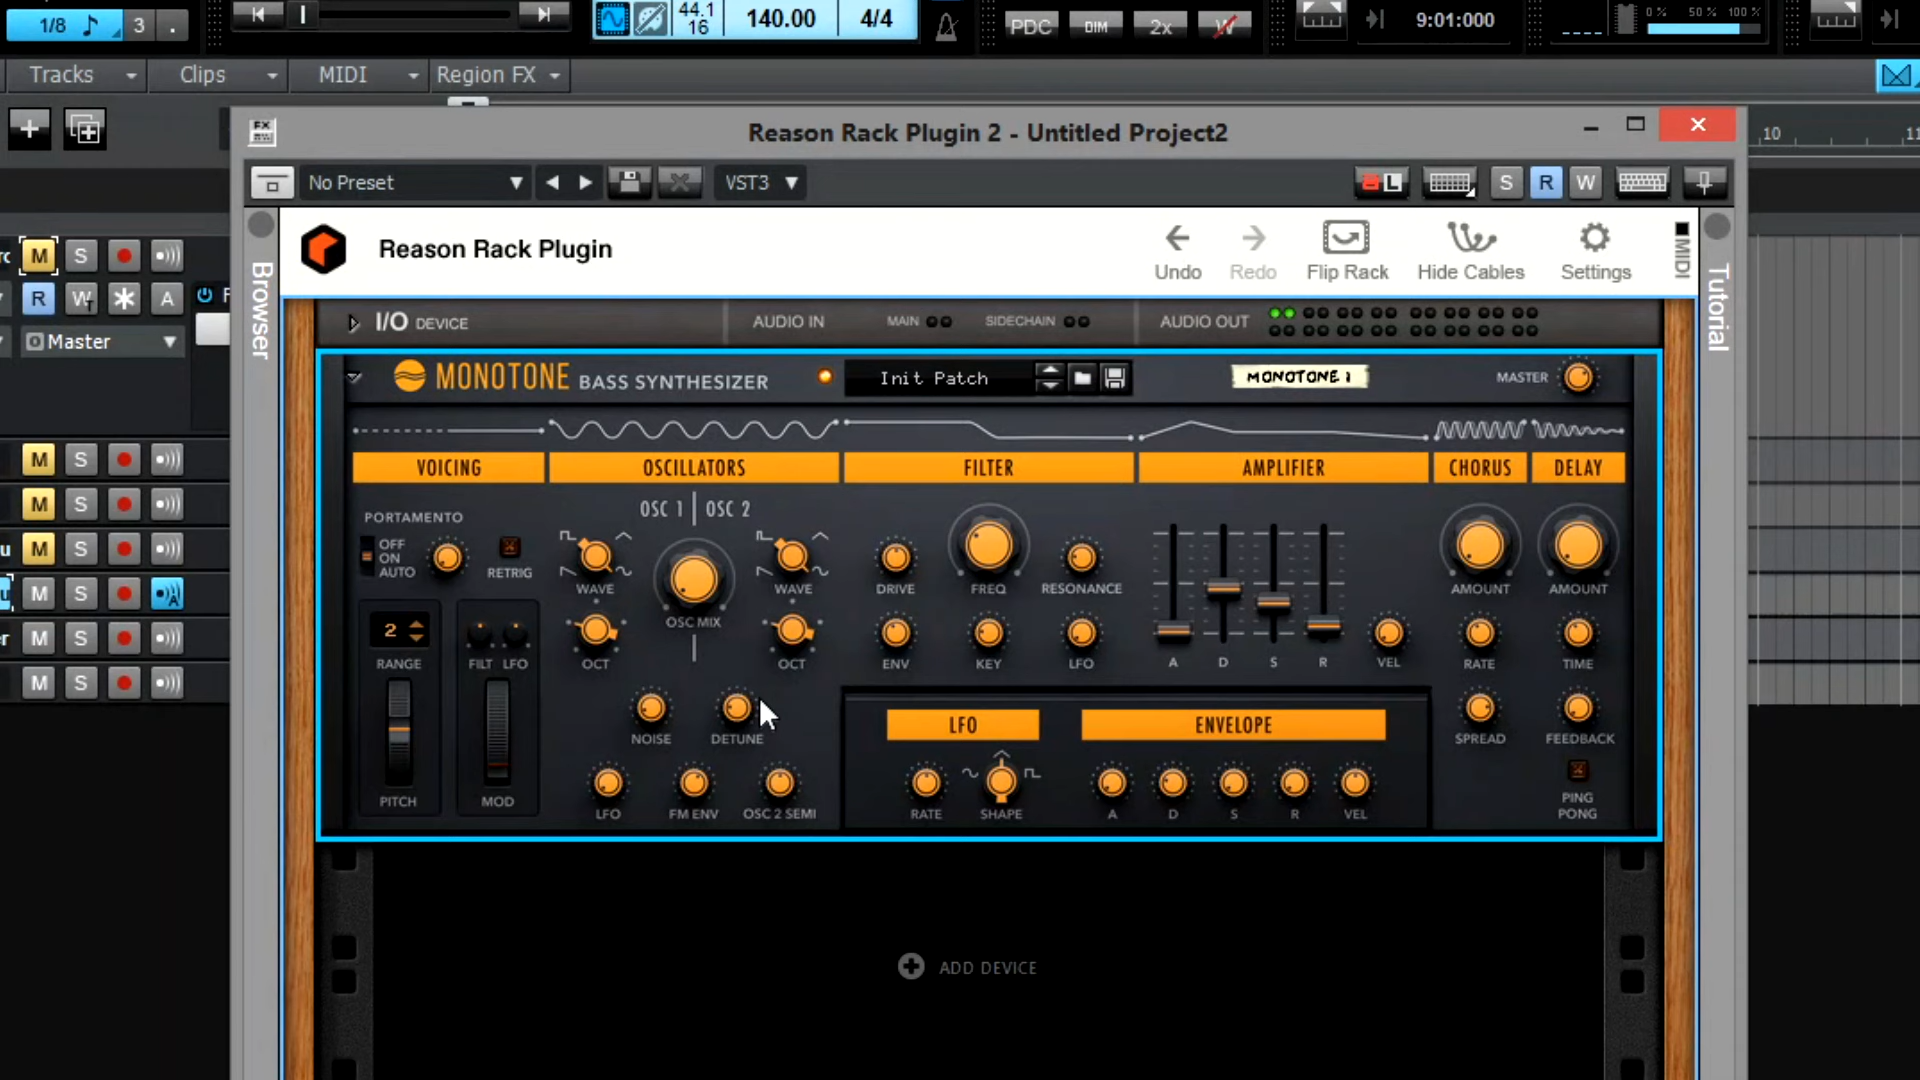 1/8 3 .
44.1 16 140.00 4/4
PDC DIM 2x
9:01:000
0 % 50 % 100 %
Tracks Clips MIDI Region FX
FX
Reason Rack Plugin 2 - Untitled Project2
10 11
No Preset VST3 L S R W
Reason Rack Plugin
Undo Redo Flip Rack Hide Cables Settings
MIDI
Browser
Tutorial
M S
R W A
Master
I/O DEVICE AUDIO IN MAIN SIDECHAIN AUDIO OUT
MONOTONE BASS SYNTHESIZER Init Patch MONOTONE 1 MASTER
VOICING OSCILLATORS FILTER AMPLIFIER CHORUS DELAY
PORTAMENTO
OFF
ON
AUTO
RETRIG
OSC 1 OSC 2
WAVE OSC MIX WAVE
DRIVE FREQ RESONANCE
AMOUNT AMOUNT
2
RANGE FILT LFO
OCT OCT
ENV KEY LFO
A D S R VEL
RATE TIME
NOISE DETUNE
LFO ENVELOPE
SPREAD FEEDBACK
PITCH MOD
LFO FM ENV OSC 2 SEMI
RATE SHAPE
A D S R VEL
PING
PONG
M S
M S
M S
M S
M S
M S
ADD DEVICE